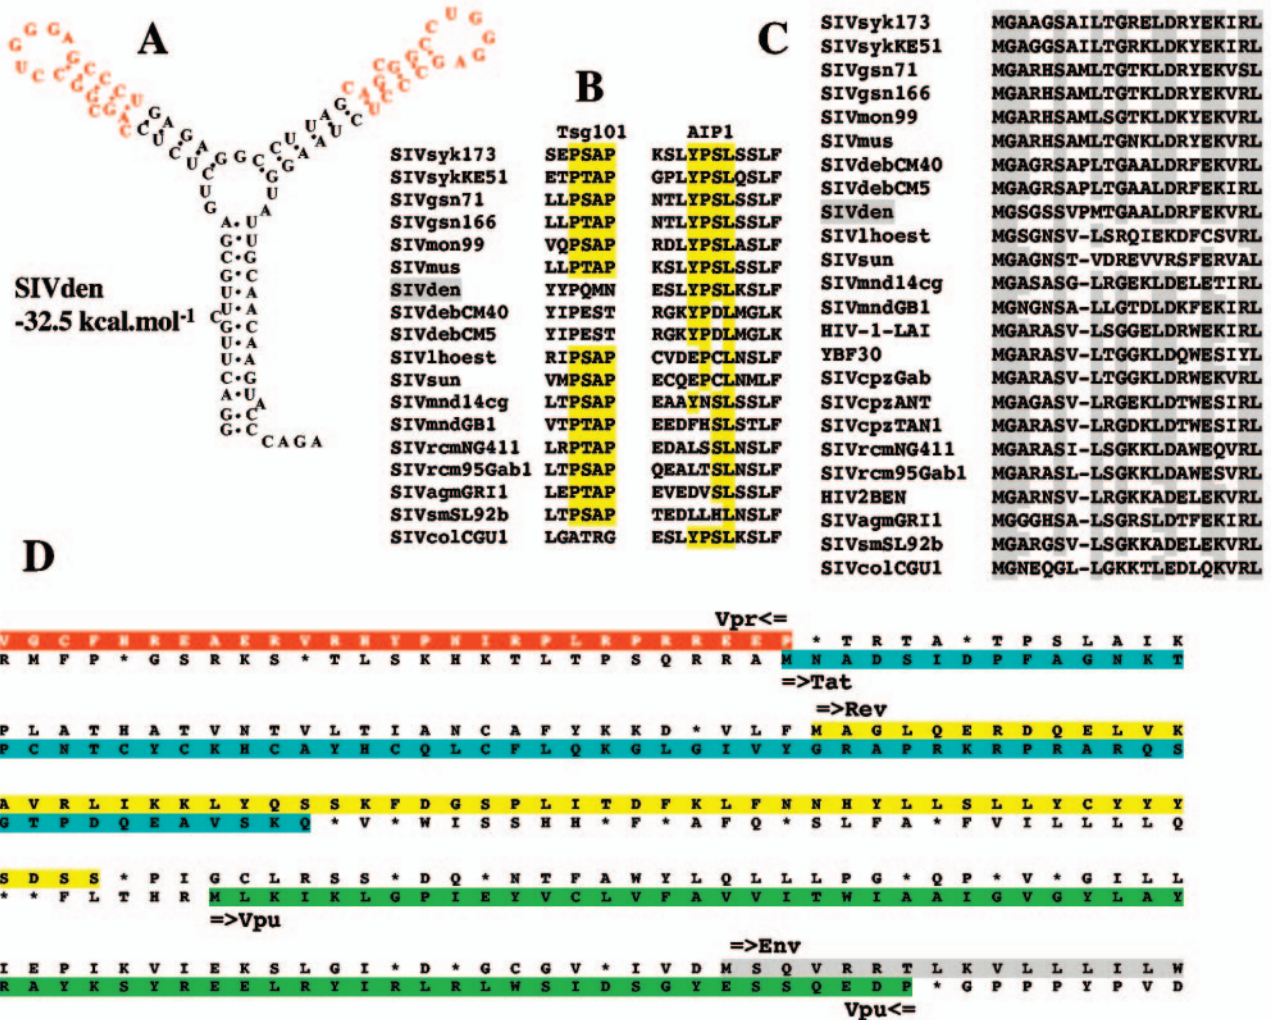 A
SIVden
-32.5 kcal.mol-1
CAGA
B
Tsg101 AIP1
SIVsyk173 SEPSAP KSLYPSLSSLF
SIVsykKE51 ETPTAP GPLYPSLQSLF
SIVgsn71 LLPSAP NTLYPSLSSLF
SIVgsn166 LLPTAP NTLYPSLSSLF
SIVmon99 VQPSAP RDLYPSLASLF
SIVmus LLPTAP KSLYPSLSSLF
SIVden YYPQMN ESLYPSLKSLF
SIVdebCM40 YIPEST RGKYPDLMGLK
SIVdebCM5 YIPEST RGKYPDLMGLK
SIVlhoest RIPSAP CVDEPCLNSLF
SIVsun VMPSAP ECQEPCLNMLF
SIVmnd14cg LTPSAP EAAYNSLSSLF
SIVmndGB1 VTPTAP EEDFHSLSTLF
SIVrcmNG411 LRPTAP EDALSSLNSLF
SIVrcm95Gab1 LTPSAP QEALTSLNSLF
SIVagmGRI1 LEPTAP EVEDVSLSSLF
SIVsmSL92b LTPSAP TEDLLHLNSLF
SIVcolCGU1 LGATRG ESLYPSLKSLF
C
SIVsyk173 MGAAGSAILTGRELDRYEKIRL
SIVsykKE51 MGAGGSAILTGRKLDKYEKIRL
SIVgsn71 MGARHSAMLTGTKLDRYEKVSL
SIVgsn166 MGARHSAMLTGTKLDRYEKVRL
SIVmon99 MGARHSAMLSGTKLDRYEKVRL
SIVmus MGARHSAMLTGTKLDRYEKIRL
SIVdebCM40 MGAGRSAPLTGAALDRFEKVRL
SIVdebCM5 MGAGRSAPLTGAALDRFEKIRL
SIVden MGSGSSVPMTGAALDRFEKVRL
SIVlhoest MGSGNSV-LSRQIEKDFCSVRL
SIVsun MGAGNST-VDREVVRSFERVAL
SIVmnd14cg MGASASG-LRGEKLDELETIRL
SIVmndGB1 MGNGNSA-LLGTDLDKFEKIRL
HIV-1-LAI MGARASV-LSGGELDRWEKIRL
YBF30 MGARASV-LTGGKLDQWESIYL
SIVcpzGab MGARASV-LTGGKLDRWEKVRL
SIVcpzANT MGAGASV-LRGEKLDTWESIRL
SIVcpzTAN1 MGARASV-LRGDKLDTWESIRL
SIVrcmNG411 MGARASI-LSGKKLDAWEQVRL
SIVrcm95Gab1 MGARASL-LSGKKLDAWESVRL
HIV2BEN MGARNSV-LRGKKADELEKVRL
SIVagmGRI1 MGGGHSA-LSGRSLDTFEKIRL
SIVsmSL92b MGARGSV-LSGKKADELEKVRL
SIVcolCGU1 MGNEQGL-LGKKTLEDLQKVRL
D
Vpr<=
V G C F H R E A E R V R H Y P N I R P L R P R R E E P * T R T A * T P S L A I K
R M F P * G S R K S * T L S K H K T L T P S Q R R A M N A D S I D P F A G N K T
=>Tat
=>Rev
P L A T H A T V N T V L T I A N C A F Y K K D * V L F M A G L Q E R D Q E L V K
P C N T C Y C K H C A Y H C Q L C F L Q K G L G I V Y G R A P R K R P R A R Q S
A V R L I K K L Y Q S S K F D G S P L I T D F K L F N N H Y L L S L L Y C Y Y Y
G T P D Q E A V S K Q * V * W I S S H H * F * A F Q * S L F A * F V I L L L L Q
S D S S * P I G C L R S S * D Q * N T F A W Y L Q L L L P G * Q P * V * G I L L
* * F L T H R M L K I K L G P I E Y V C L V F A V V I T W I A A I G V G Y L A Y
=>Vpu
=>Env
I E P I K V I E K S L G I * D * G C G V * I V D M S Q V R R T L K V L L L I L W
R A Y K S Y R E E L R Y I R L R L W S I D S G Y E S S Q E D P * G P P P Y P V D
Vpu<=